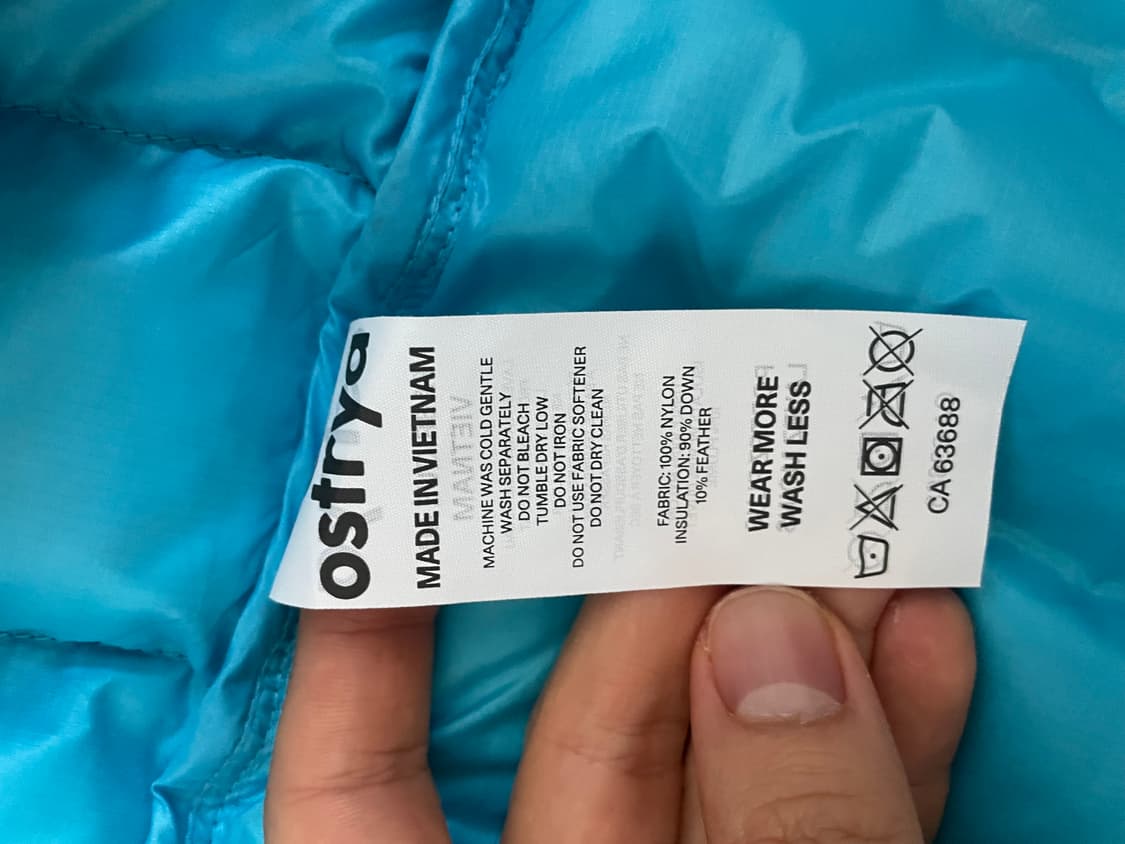 ostrya
MADE IN VIETNAM
MACHINE WAS COLD GENTLE
WASH SEPARATELY
DO NOT BLEACH
TUMBLE DRY LOW
DO NOT IRON
DO NOT USE FABRIC SOFTENER
DO NOT DRY CLEAN
FABRIC: 100% NYLON
INSULATION: 90% DOWN
10% FEATHER
WEAR MORE
WASH LESS
CA 63688